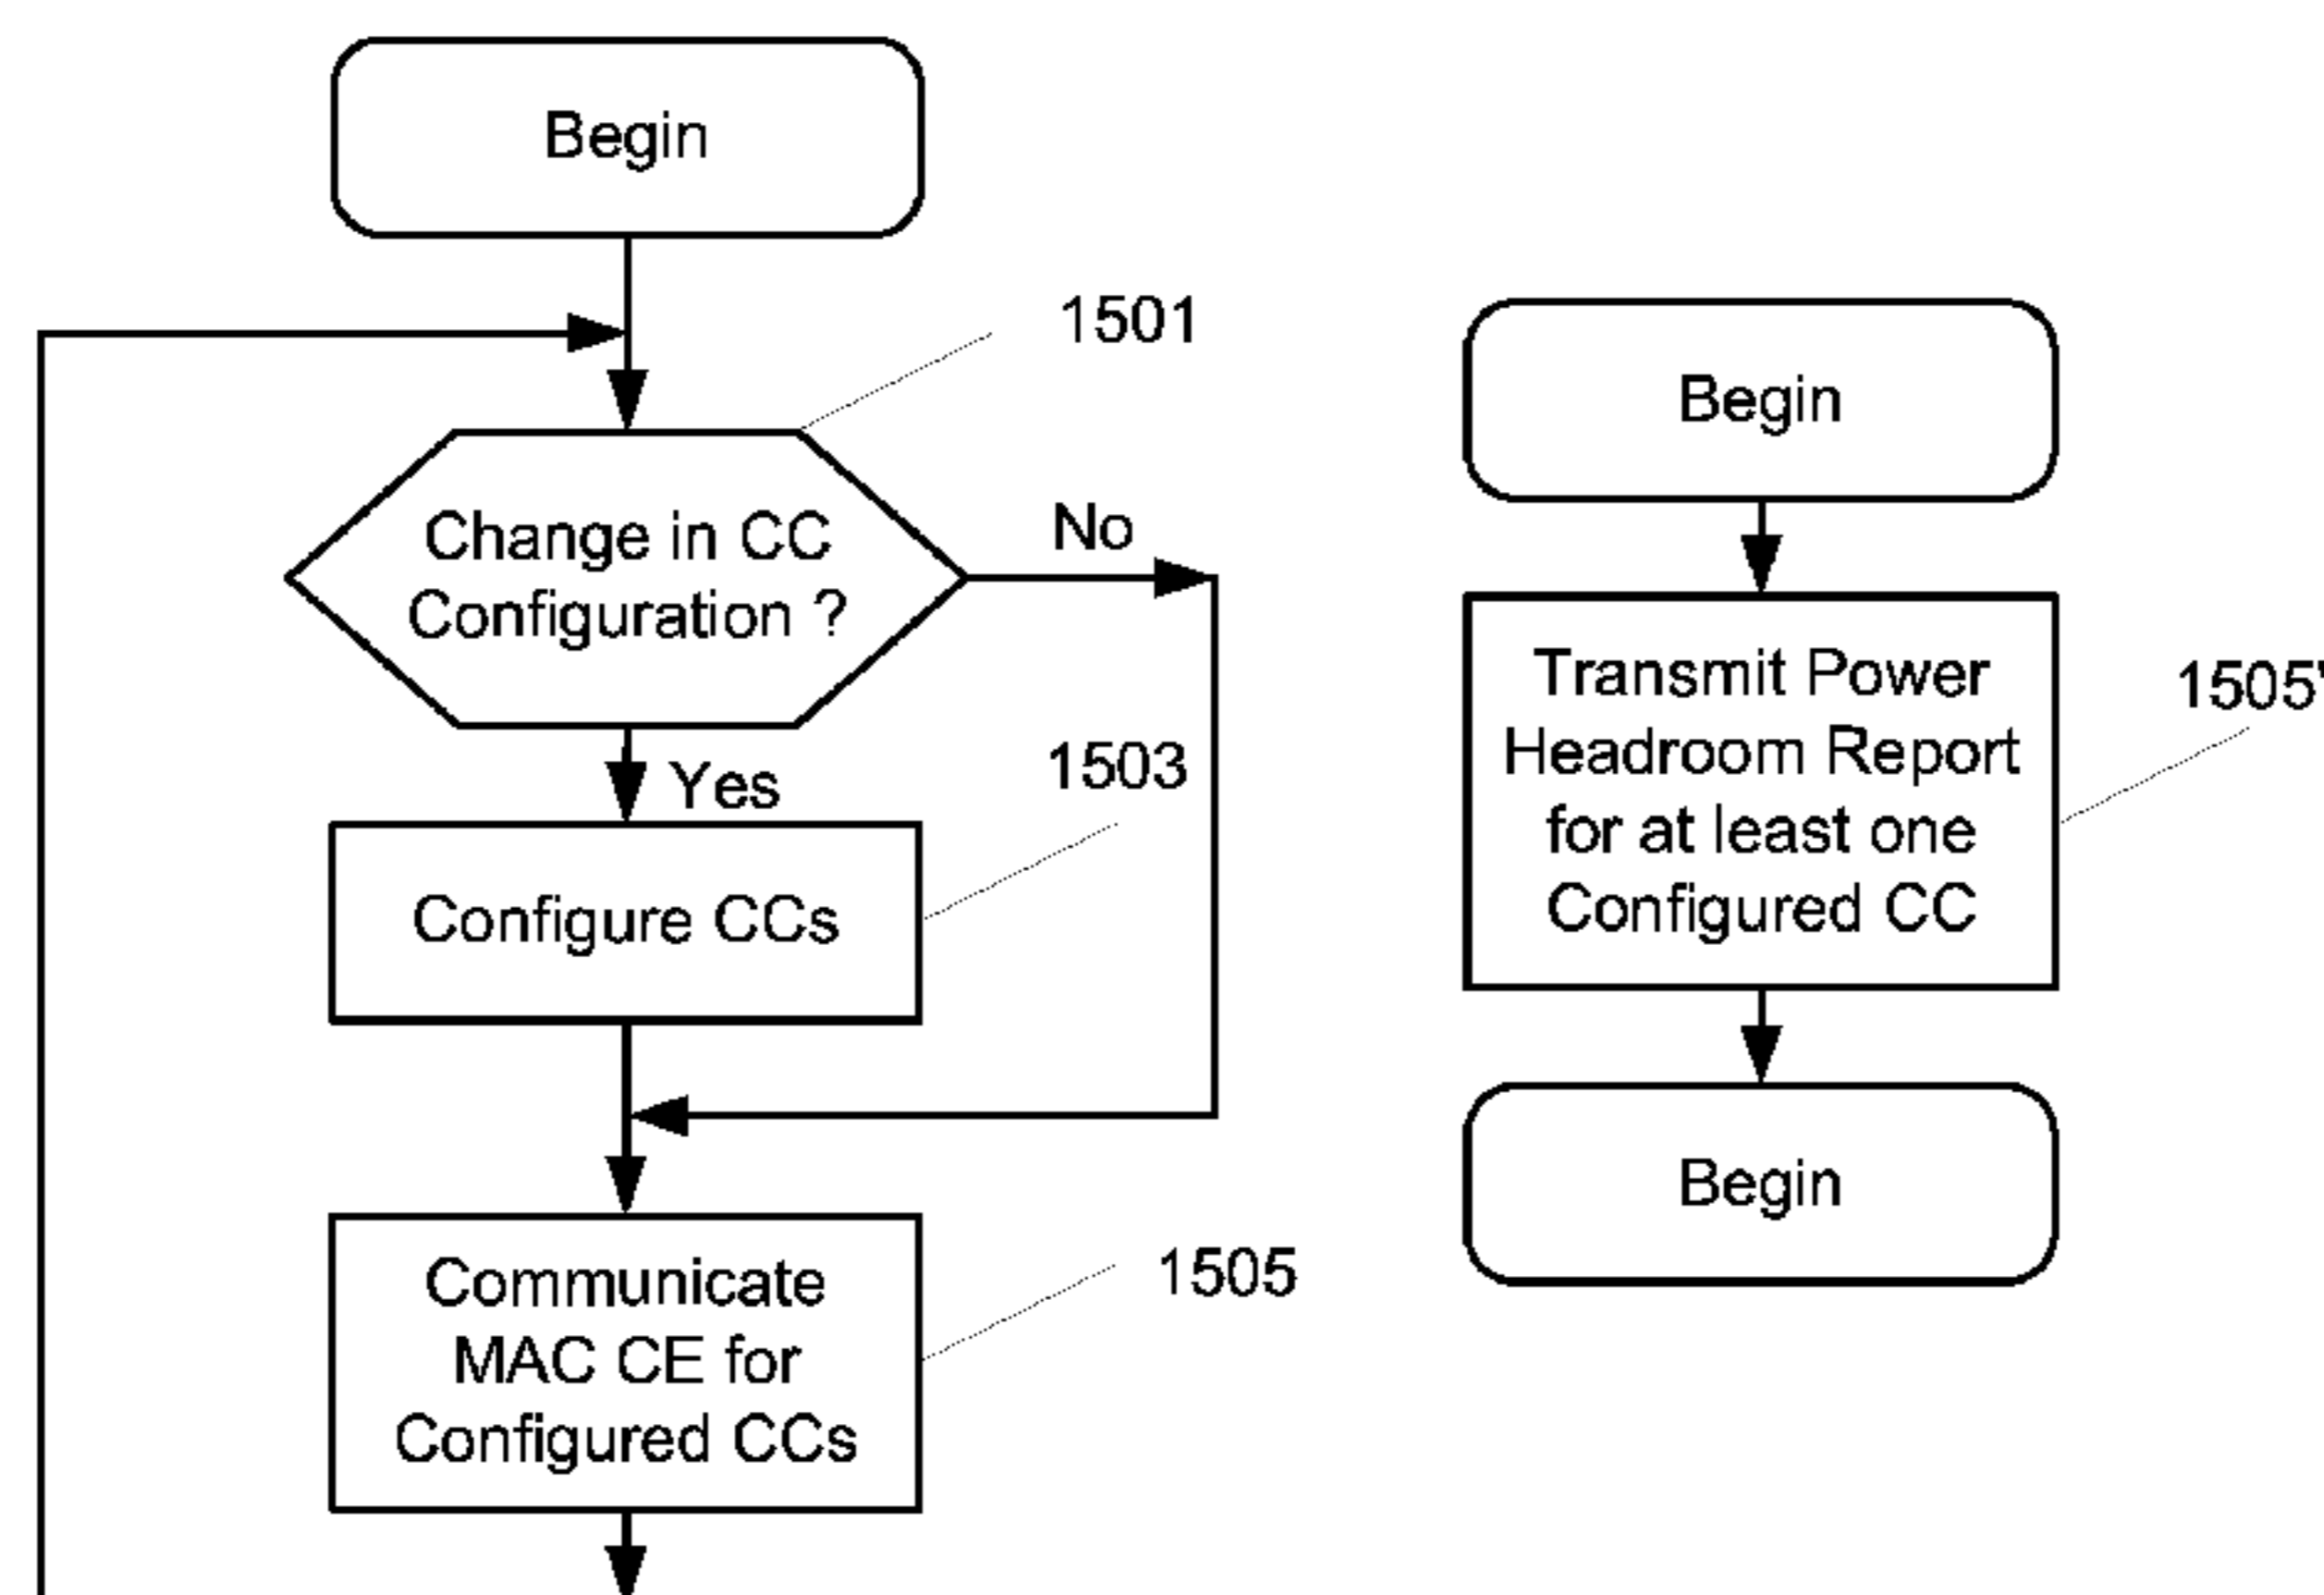 Begin
1501
Change in CC
Configuration ?
No
Yes
1503
Configure CCs
Communicate
MAC CE for
Configured CCs
1505
Begin
Transmit Power
Headroom Report
for at least one
Configured CC
1505'
Begin